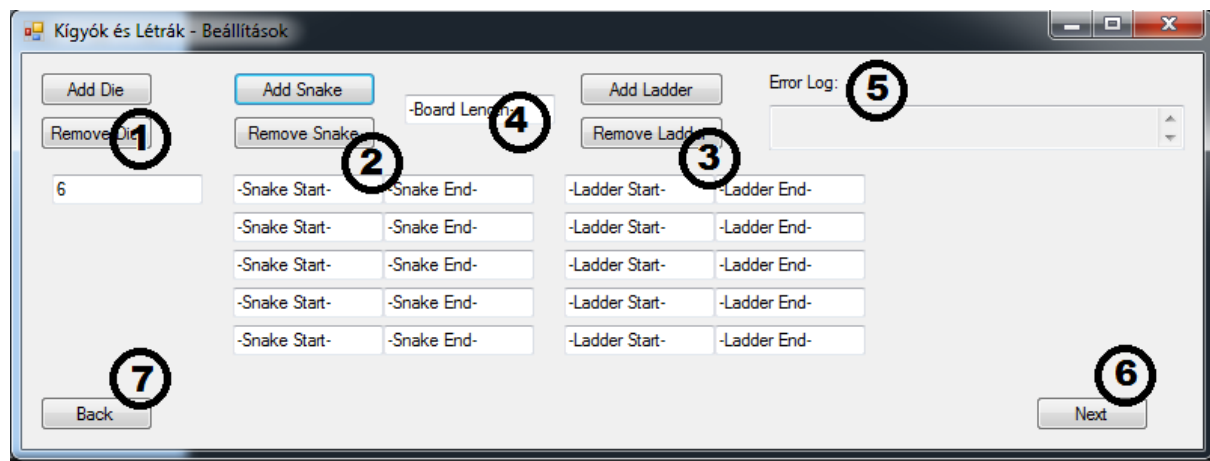 Kígyók és Létrák - Beállítások
Add Die Add Snake Add Ladder Error Log: 5
-Board Length- 4
Remove Die 1 Remove Snake 2 Remove Ladder 3
6 -Snake Start- -Snake End- -Ladder Start- -Ladder End-
-Snake Start- -Snake End- -Ladder Start- -Ladder End-
-Snake Start- -Snake End- -Ladder Start- -Ladder End-
-Snake Start- -Snake End- -Ladder Start- -Ladder End-
-Snake Start- -Snake End- -Ladder Start- -Ladder End-
7 6
Back Next